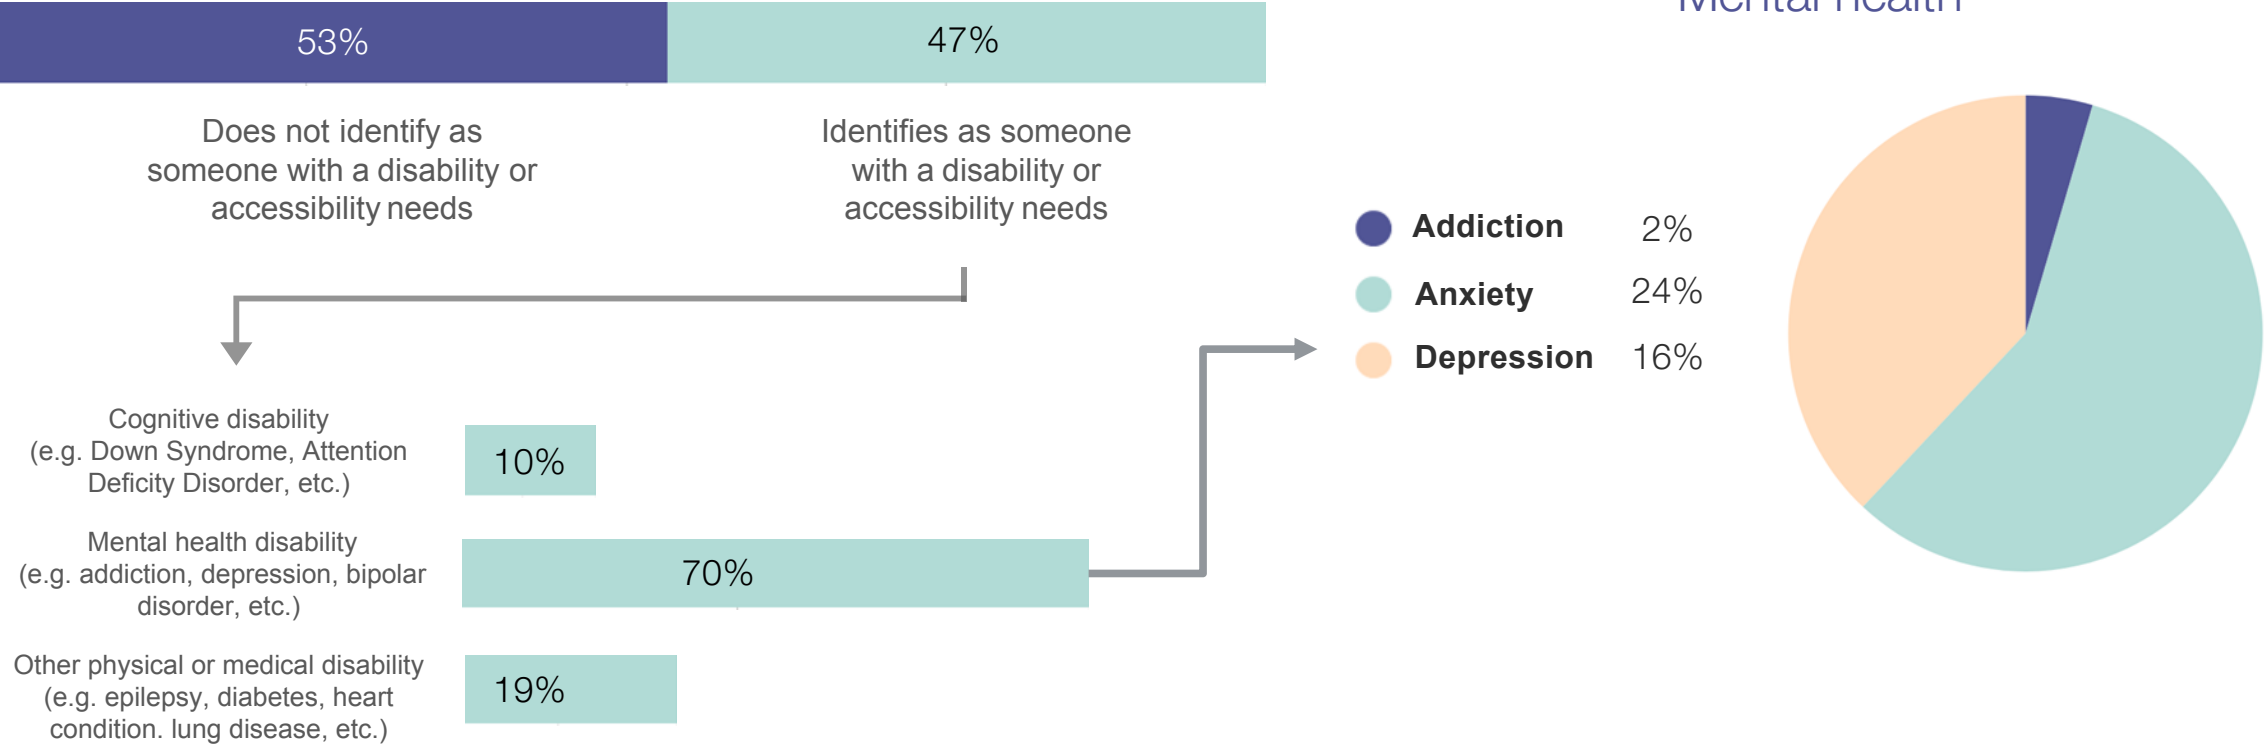 Mental health
53%
47%
Does not identify as
someone with a disability or
accessibility needs
Identifies as someone
with a disability or
accessibility needs
Addiction 2%
Anxiety 24%
Depression 16%
Cognitive disability
(e.g. Down Syndrome, Attention
Deficity Disorder, etc.)
10%
Mental health disability
(e.g. addiction, depression, bipolar
disorder, etc.)
70%
Other physical or medical disability
(e.g. epilepsy, diabetes, heart
condition. lung disease, etc.)
19%